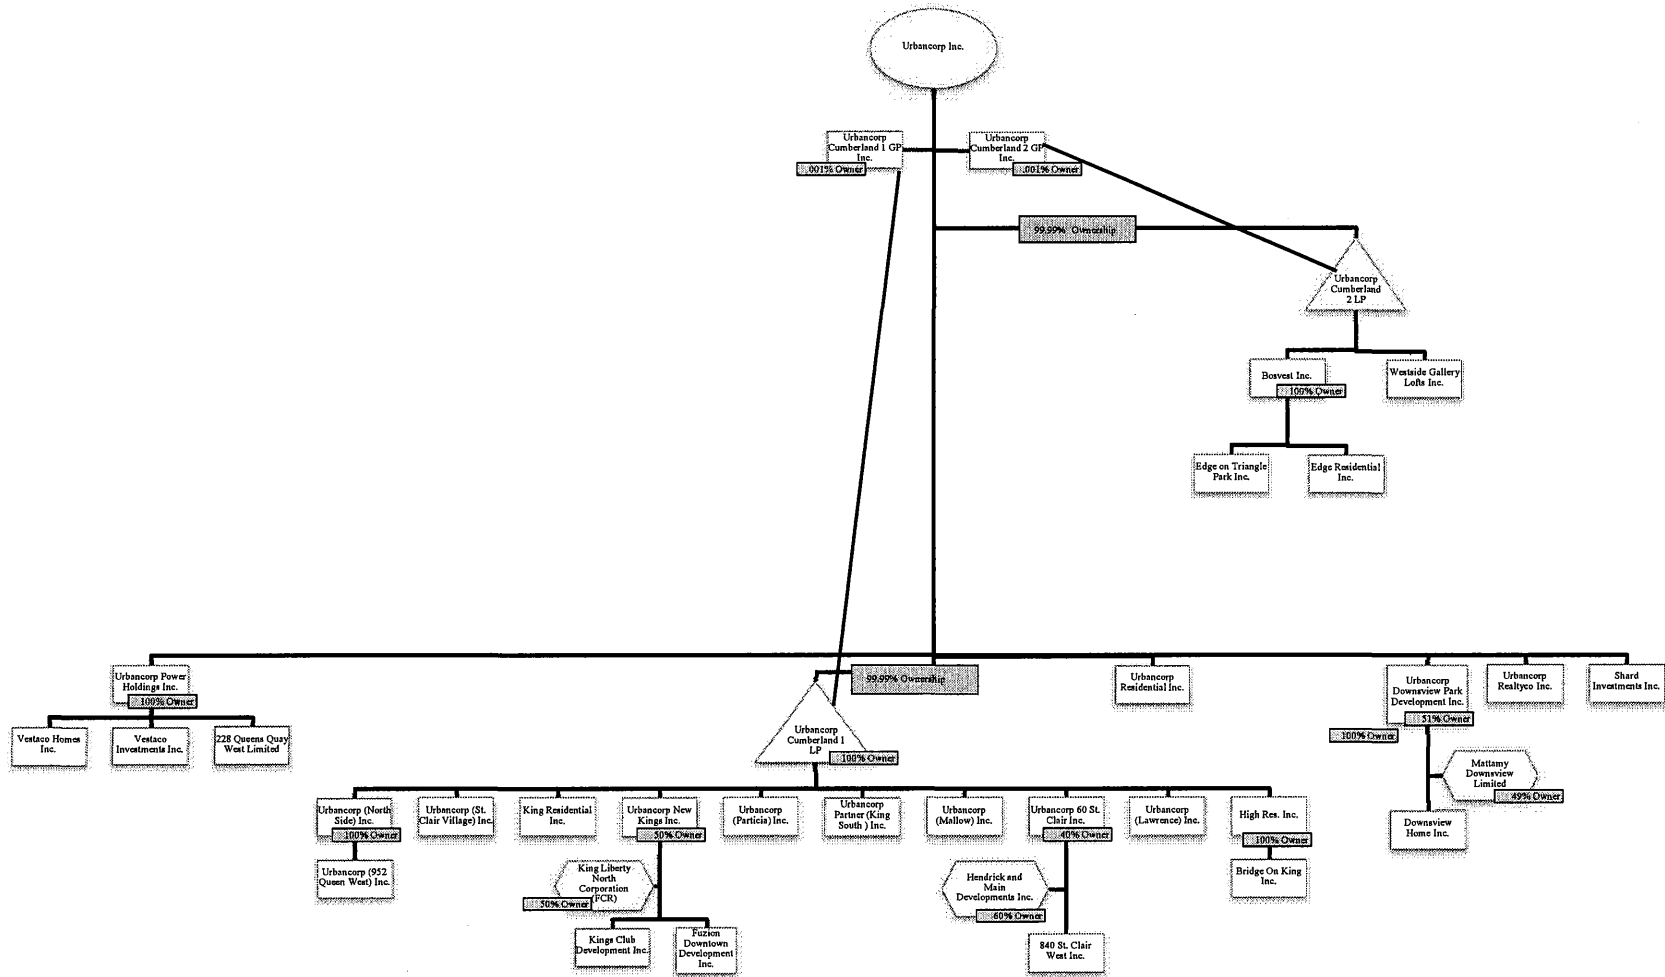 Urbancorp Inc.
Urbancorp
Cumberland 1 GP
Inc.
.001% Owner
Urbancorp
Cumberland 2 GP
Inc.
.001% Owner
99.99% Ownership
Urbancorp
Cumberland
2 LP
Bosvest Inc.
100% Owner
Westside Gallery
Lofts Inc.
Edge on Triangle
Park Inc.
Edge Residential
Inc.
Urbancorp Power
Holdings Inc.
100% Owner
Vestaco Homes
Inc.
Vestaco
Investments Inc.
228 Queens Quay
West Limited
99.99% Ownership
Urbancorp
Cumberland 1
LP
100% Owner
Urbancorp
Residential Inc.
Urbancorp
Downsview Park
Development Inc.
51% Owner
100% Owner
Urbancorp
Realtyco Inc.
Shard
Investments Inc.
Mattamy
Downsview
Limited
49% Owner
Downsview
Home Inc.
Urbancorp (North
Side) Inc.
100% Owner
Urbancorp (952
Queen West) Inc.
Urbancorp (St.
Clair Village) Inc.
King Residential
Inc.
Urbancorp New
Kings Inc.
50% Owner
King Liberty
North
Corporation
(FCR)
50% Owner
Kings Club
Development Inc.
Fuzion
Downtown
Development
Inc.
Urbancorp
(Particia) Inc.
Urbancorp
Partner (King
South ) Inc.
Urbancorp
(Mallow) Inc.
Urbancorp 60 St.
Clair Inc.
40% Owner
Hendrick and
Main
Developments Inc.
60% Owner
840 St. Clair
West Inc.
Urbancorp
(Lawrence) Inc.
High Res. Inc.
100% Owner
Bridge On King
Inc.